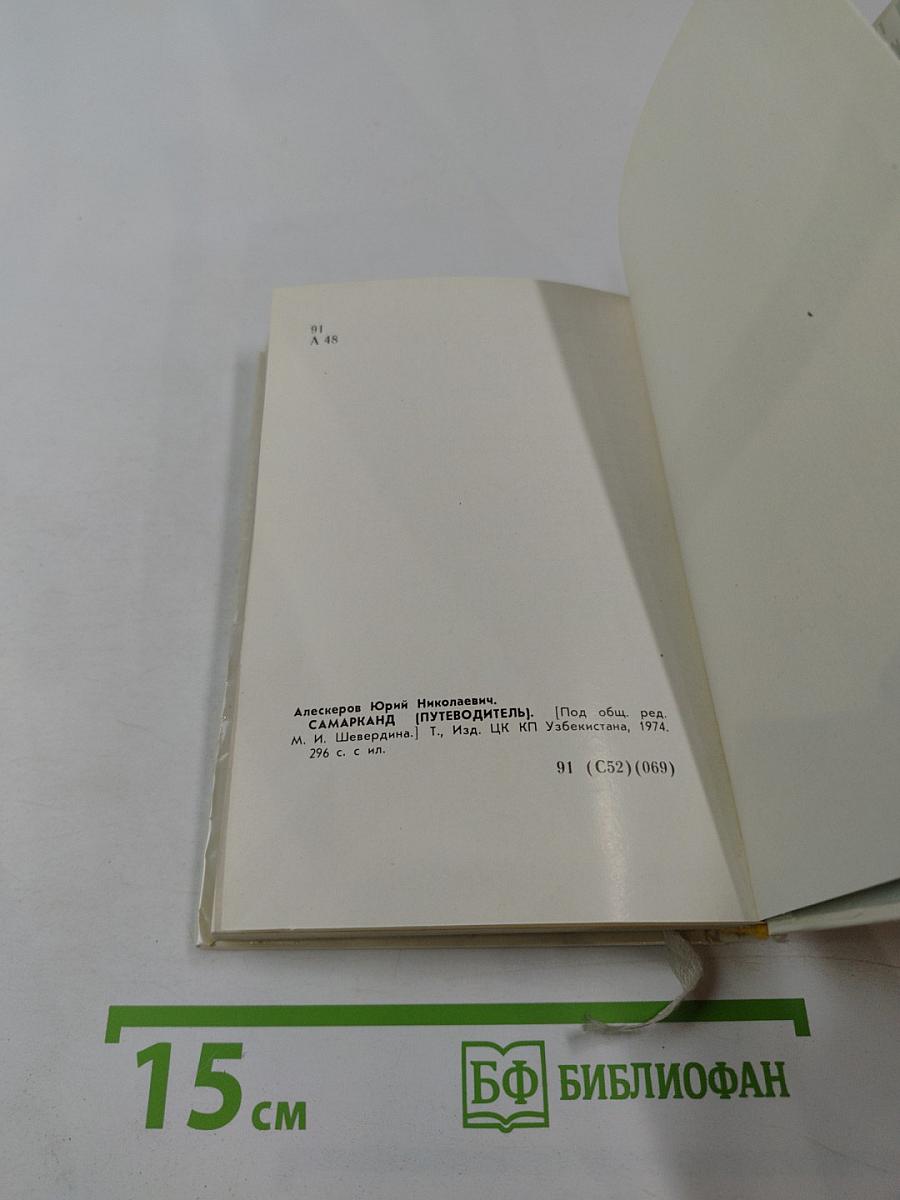 91
А 48
Алескеров Юрий Николаевич.
САМАРКАНД (ПУТЕВОДИТЕЛЬ). [Под общ. ред.
М. И. Шевердина.] Т., Изд. ЦК КП Узбекистана, 1974.
296 с. с ил.
91 (С52)(069)
15 см
БФ БИБЛИОФАН